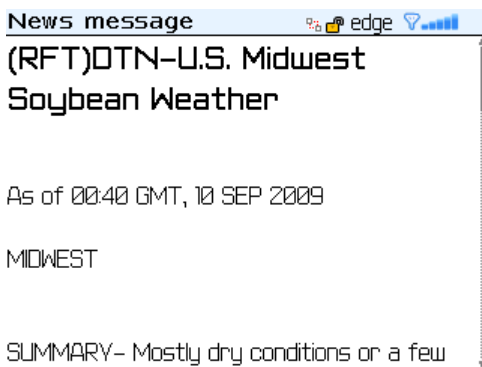 News message edge
(RFT)DTN-U.S. Midwest
Soybean Weather
As of 00:40 GMT, 10 SEP 2009
MIDWEST
SUMMARY- Mostly dry conditions or a few